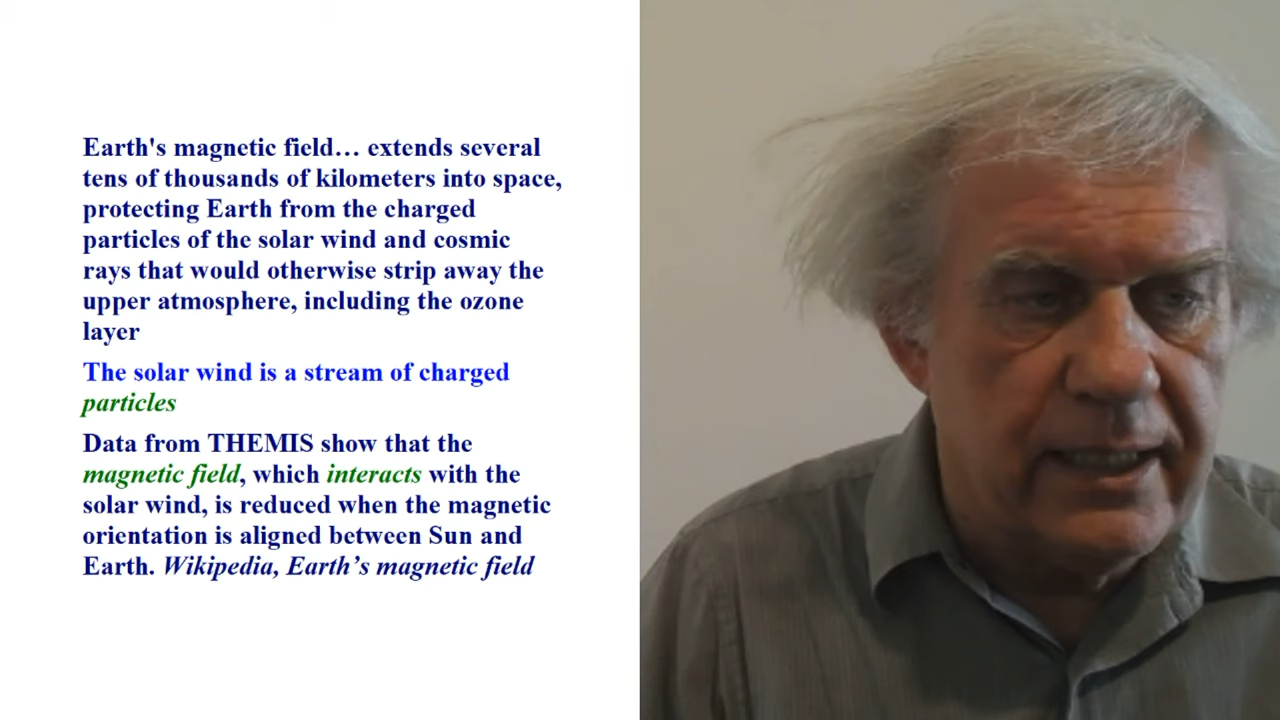 Earth's magnetic field… extends several
tens of thousands of kilometers into space,
protecting Earth from the charged
particles of the solar wind and cosmic
rays that would otherwise strip away the
upper atmosphere, including the ozone
layer
The solar wind is a stream of charged
particles
Data from THEMIS show that the
magnetic field, which interacts with the
solar wind, is reduced when the magnetic
orientation is aligned between Sun and
Earth. Wikipedia, Earth’s magnetic field